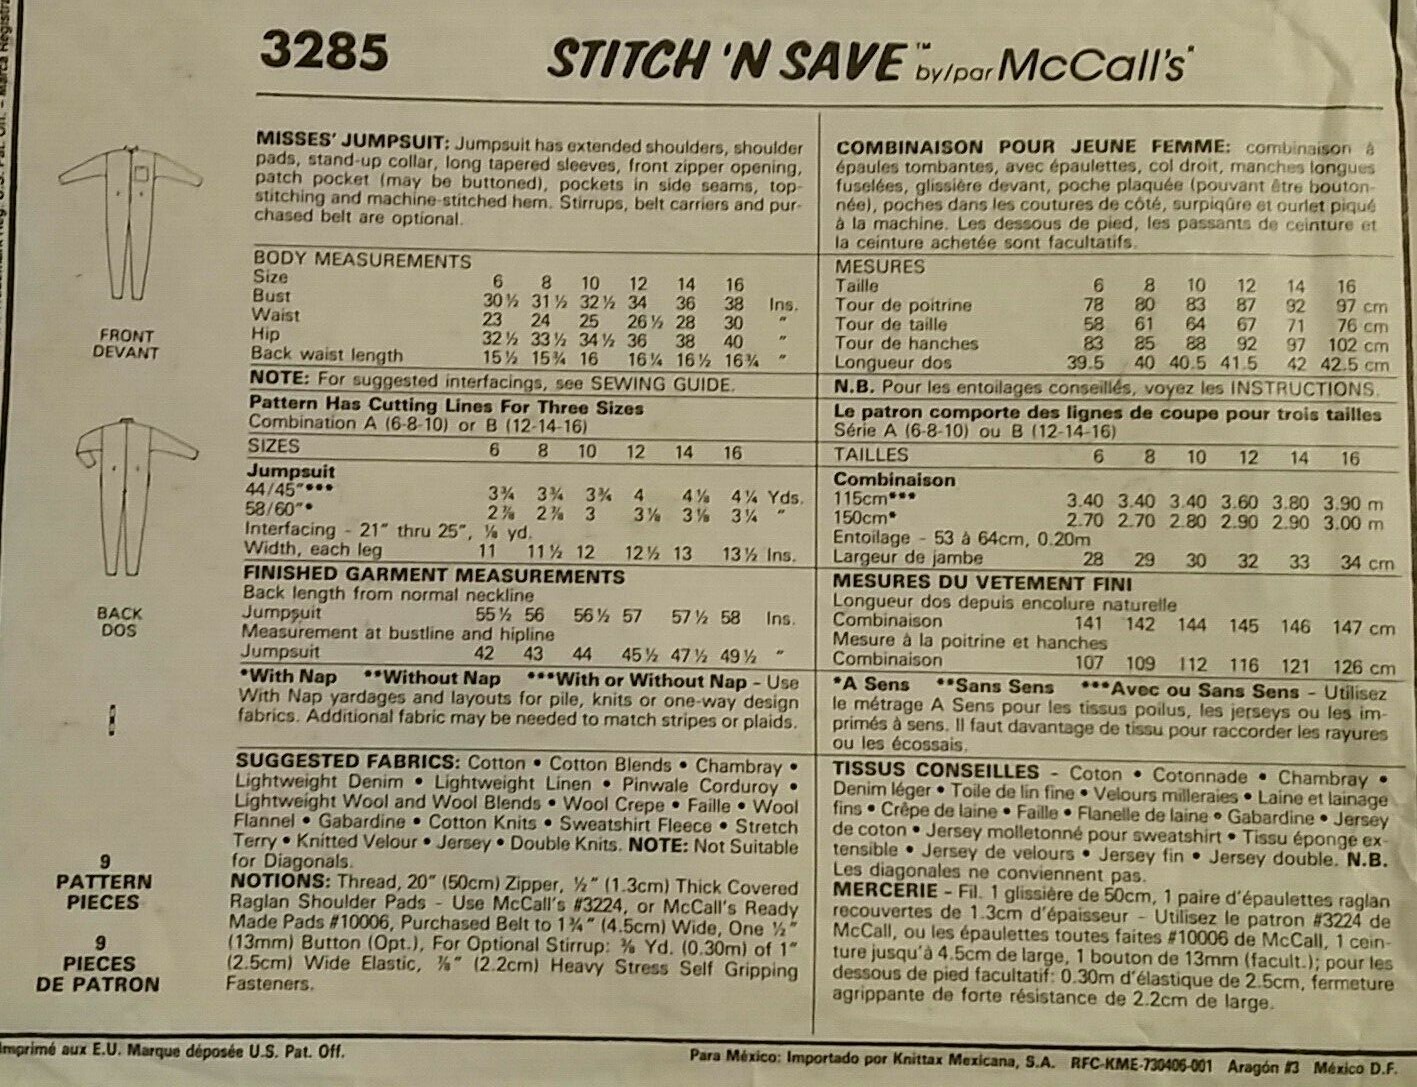 3285
STITCH 'N SAVE™ by/par McCall's
FRONT
DEVANT
BACK
DOS
9
PATTERN
PIECES
9
PIECES
DE PATRON
MISSES' JUMPSUIT: Jumpsuit has extended shoulders, shoulder
pads, stand-up collar, long tapered sleeves, front zipper opening,
patch pocket (may be buttoned), pockets in side seams, top-
stitching and machine-stitched hem. Stirrups, belt carriers and pur-
chased belt are optional.
BODY MEASUREMENTS
Size 6 8 10 12 14 16
Bust 30½ 31½ 32½ 34 36 38 Ins.
Waist 23 24 25 26½ 28 30 "
Hip 32½ 33½ 34½ 36 38 40 "
Back waist length 15½ 15¾ 16 16¼ 16½ 16¾ "
NOTE: For suggested interfacings, see SEWING GUIDE.
Pattern Has Cutting Lines For Three Sizes
Combination A (6-8-10) or B (12-14-16)
SIZES 6 8 10 12 14 16
Jumpsuit
44/45"*** 3¾ 3¾ 3¾ 4 4⅛ 4¼ Yds.
58/60"* 2⅞ 2⅞ 3 3⅛ 3⅛ 3¼ "
Interfacing - 21" thru 25", ⅛ yd.
Width, each leg 11 11½ 12 12½ 13 13½ Ins.
FINISHED GARMENT MEASUREMENTS
Back length from normal neckline
Jumpsuit 55½ 56 56½ 57 57½ 58 Ins.
Measurement at bustline and hipline
Jumpsuit 42 43 44 45½ 47½ 49½ "
*With Nap **Without Nap ***With or Without Nap - Use
With Nap yardages and layouts for pile, knits or one-way design
fabrics. Additional fabric may be needed to match stripes or plaids.
SUGGESTED FABRICS: Cotton • Cotton Blends • Chambray •
Lightweight Denim • Lightweight Linen • Pinwale Corduroy •
Lightweight Wool and Wool Blends • Wool Crepe • Faille • Wool
Flannel • Gabardine • Cotton Knits • Sweatshirt Fleece • Stretch
Terry • Knitted Velour • Jersey • Double Knits. NOTE: Not Suitable
for Diagonals.
NOTIONS: Thread, 20" (50cm) Zipper, ½" (1.3cm) Thick Covered
Raglan Shoulder Pads - Use McCall's #3224, or McCall's Ready
Made Pads #10006, Purchased Belt to 1¾" (4.5cm) Wide, One ½"
(13mm) Button (Opt.), For Optional Stirrup: ⅜ Yd. (0.30m) of 1"
(2.5cm) Wide Elastic, ⅞" (2.2cm) Heavy Stress Self Gripping
Fasteners.
COMBINAISON POUR JEUNE FEMME: combinaison à
épaules tombantes, avec épaulettes, col droit, manches longues
fuselées, glissière devant, poche plaquée (pouvant être bouton-
née), poches dans les coutures de côté, surpiqûre et ourlet piqué
à la machine. Les dessous de pied, les passants de ceinture et
la ceinture achetée sont facultatifs.
MESURES
Taille 6 8 10 12 14 16
Tour de poitrine 78 80 83 87 92 97 cm
Tour de taille 58 61 64 67 71 76 cm
Tour de hanches 83 85 88 92 97 102 cm
Longueur dos 39.5 40 40.5 41.5 42 42.5 cm
N.B. Pour les entoilages conseillés, voyez les INSTRUCTIONS.
Le patron comporte des lignes de coupe pour trois tailles
Série A (6-8-10) ou B (12-14-16)
TAILLES 6 8 10 12 14 16
Combinaison
115cm*** 3.40 3.40 3.40 3.60 3.80 3.90 m
150cm* 2.70 2.70 2.80 2.90 2.90 3.00 m
Entoilage - 53 à 64cm, 0.20m
Largeur de jambe 28 29 30 32 33 34 cm
MESURES DU VETEMENT FINI
Longueur dos depuis encolure naturelle
Combinaison 141 142 144 145 146 147 cm
Mesure à la poitrine et hanches
Combinaison 107 109 112 116 121 126 cm
*A Sens **Sans Sens ***Avec ou Sans Sens - Utilisez
le métrage A Sens pour les tissus poilus, les jerseys ou les im-
primés à sens. Il faut davantage de tissu pour raccorder les rayures
ou les écossais.
TISSUS CONSEILLES - Coton • Cotonnade • Chambray •
Denim léger • Toile de lin fine • Velours milleraies • Laine et lainage
fins • Crêpe de laine • Faille • Flanelle de laine • Gabardine • Jersey
de coton • Jersey molletonné pour sweatshirt • Tissu éponge ex-
tensible • Jersey de velours • Jersey fin • Jersey double. N.B.
Les diagonales ne conviennent pas.
MERCERIE - Fil. 1 glissière de 50cm, 1 paire d'épaulettes raglan
recouvertes de 1.3cm d'épaisseur - Utilisez le patron #3224 de
McCall, ou les épaulettes toutes faites #10006 de McCall, 1 cein-
ture jusqu'à 4.5cm de large, 1 bouton de 13mm (facult.); pour les
dessous de pied facultatif: 0.30m d'élastique de 2.5cm, fermeture
agrippante de forte résistance de 2.2cm de large.
Imprimé aux E.U. Marque déposée U.S. Pat. Off.
Para México: Importado por Knittax Mexicana, S.A. RFC-KME-730406-001 Aragón #3 México D.F.